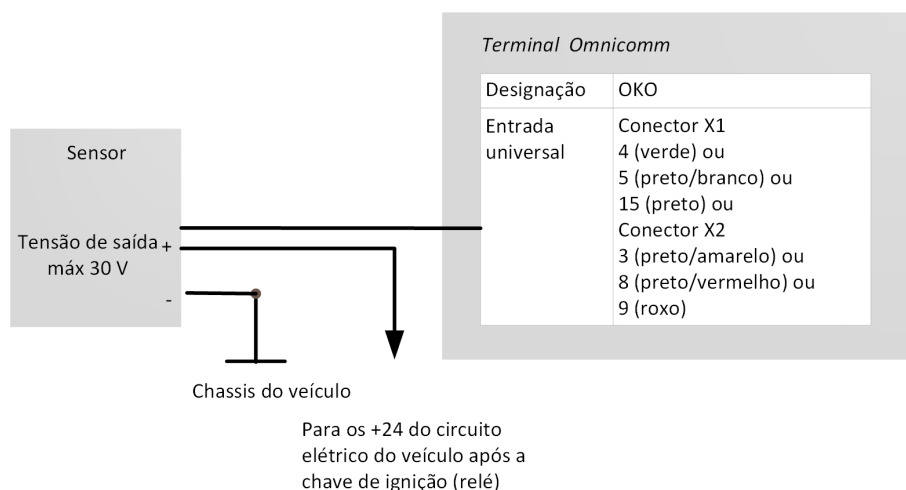 Terminal Omnicomm
Designação OKO
Entrada universal
Conector X1
4 (verde) ou
5 (preto/branco) ou
15 (preto) ou
Conector X2
3 (preto/amarelo) ou
8 (preto/vermelho) ou
9 (roxo)
Sensor
Tensão de saída +
máx 30 V
-
Chassis do veículo
Para os +24 do circuito
elétrico do veículo após a
chave de ignição (relé)